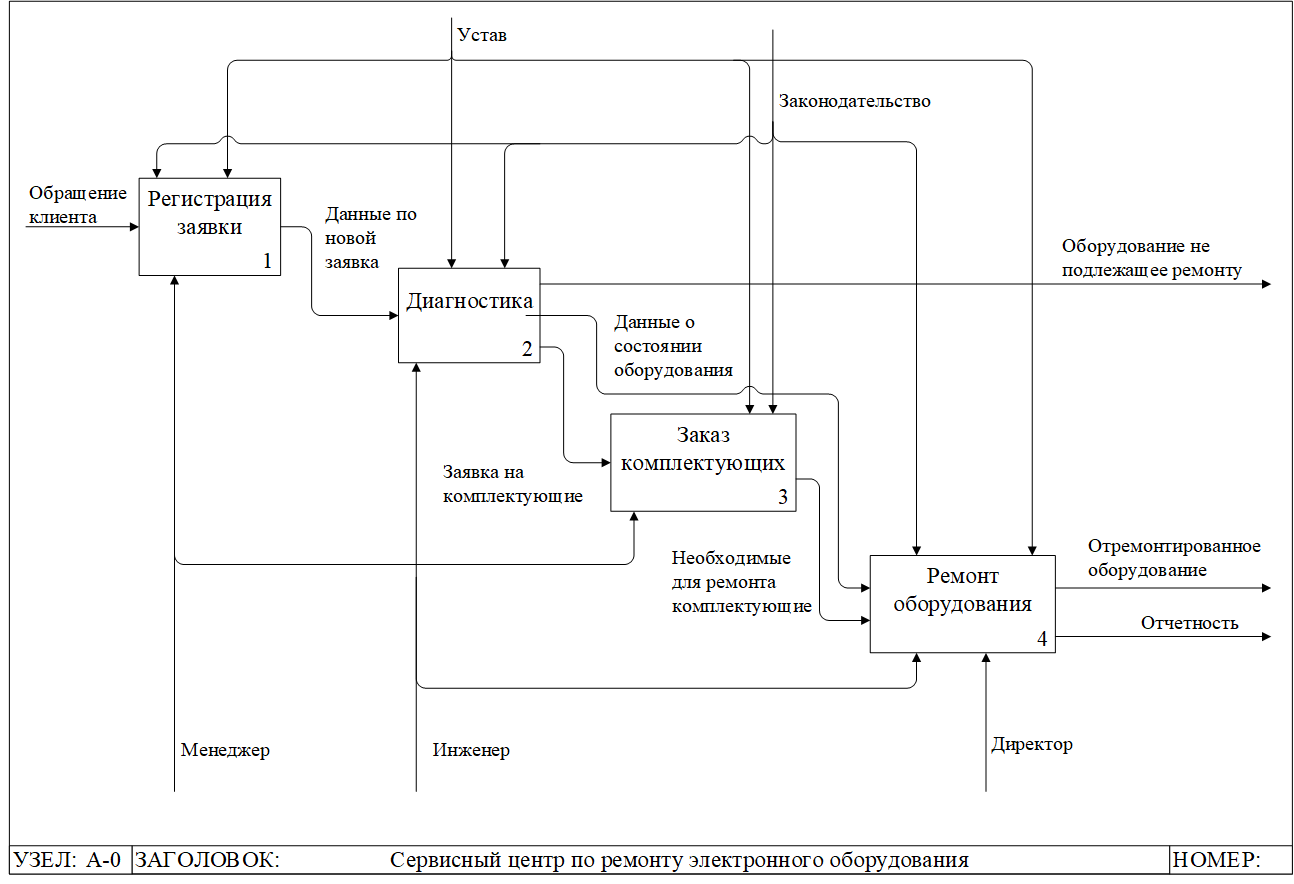 Устав
Законодательство
Обращение
клиента
Регистрация
заявки
1
Данные по
новой
заявка
Оборудование не
подлежащее ремонту
Диагностика
2
Данные о
состоянии
оборудования
Заказ
комплектующих
3
Заявка на
комплектующие
Необходимые
для ремонта
комплектующие
Ремонт
оборудования
4
Отремонтированное
оборудование
Отчетность
Менеджер
Инженер
Директор
УЗЕЛ: А-0 ЗАГОЛОВОК: Сервисный центр по ремонту электронного оборудования НОМЕР: